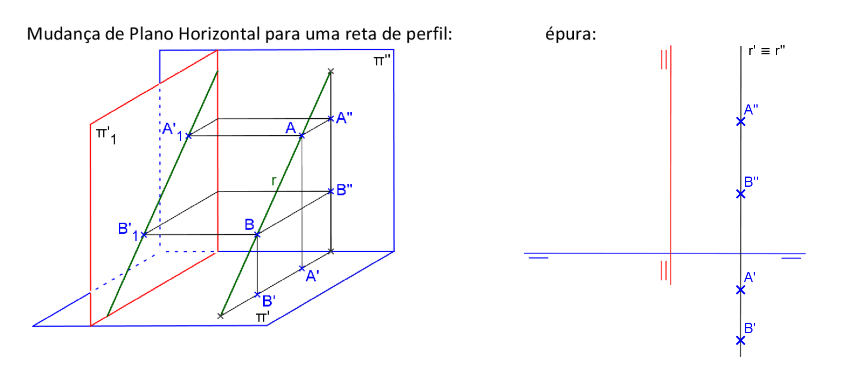 Mudança de Plano Horizontal para uma reta de perfil:
épura:
π"
π'₁
A'₁
A
A"
r
B"
B'₁
B
A'
B'
π'
r' ≡ r"
A"
B"
A'
B'